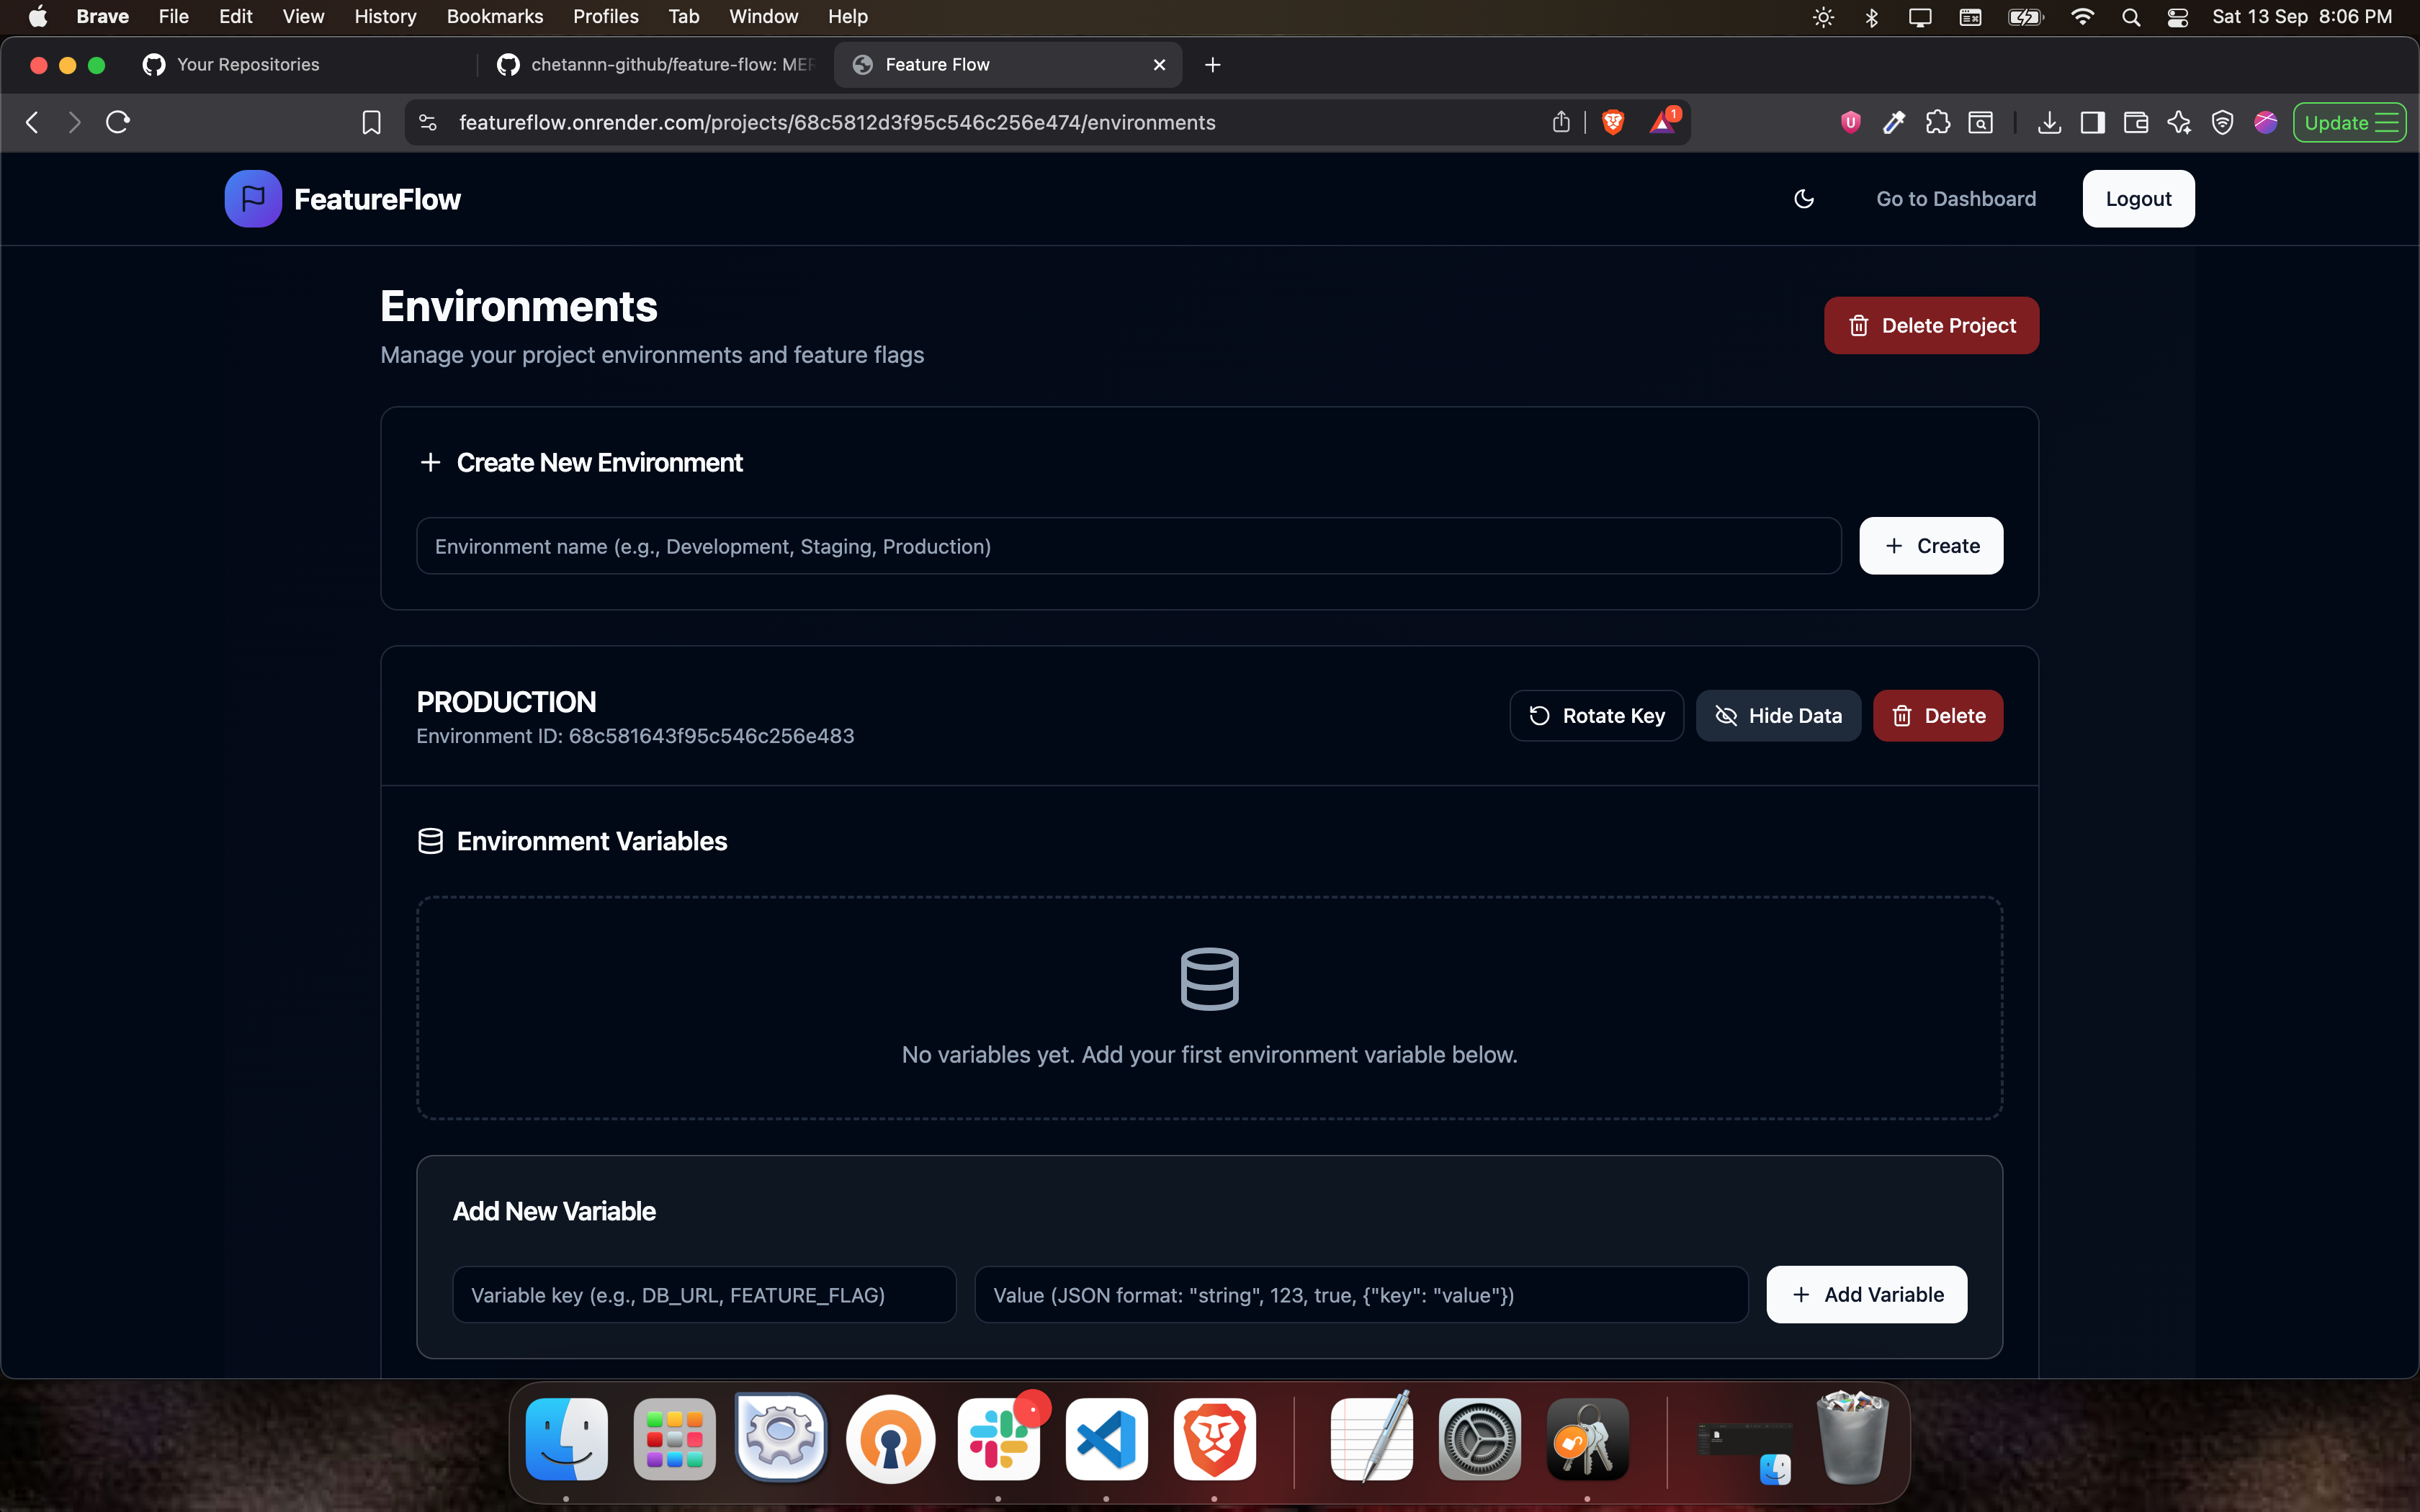 Brave File Edit View History Bookmarks Profiles Tab Window Help Sat 13 Sep 8:06 PM
Your Repositories chetannn-github/feature-flow: MER Feature Flow
featureflow.onrender.com/projects/68c5812d3f95c546c256e474/environments 1 Update
FeatureFlow Go to Dashboard Logout
Environments
Delete Project
Manage your project environments and feature flags
Create New Environment
Environment name (e.g., Development, Staging, Production) Create
PRODUCTION
Rotate Key Hide Data Delete
Environment ID: 68c581643f95c546c256e483
Environment Variables
No variables yet. Add your first environment variable below.
Add New Variable
Variable key (e.g., DB_URL, FEATURE_FLAG) Value (JSON format: "string", 123, true, {"key": "value"}) Add Variable